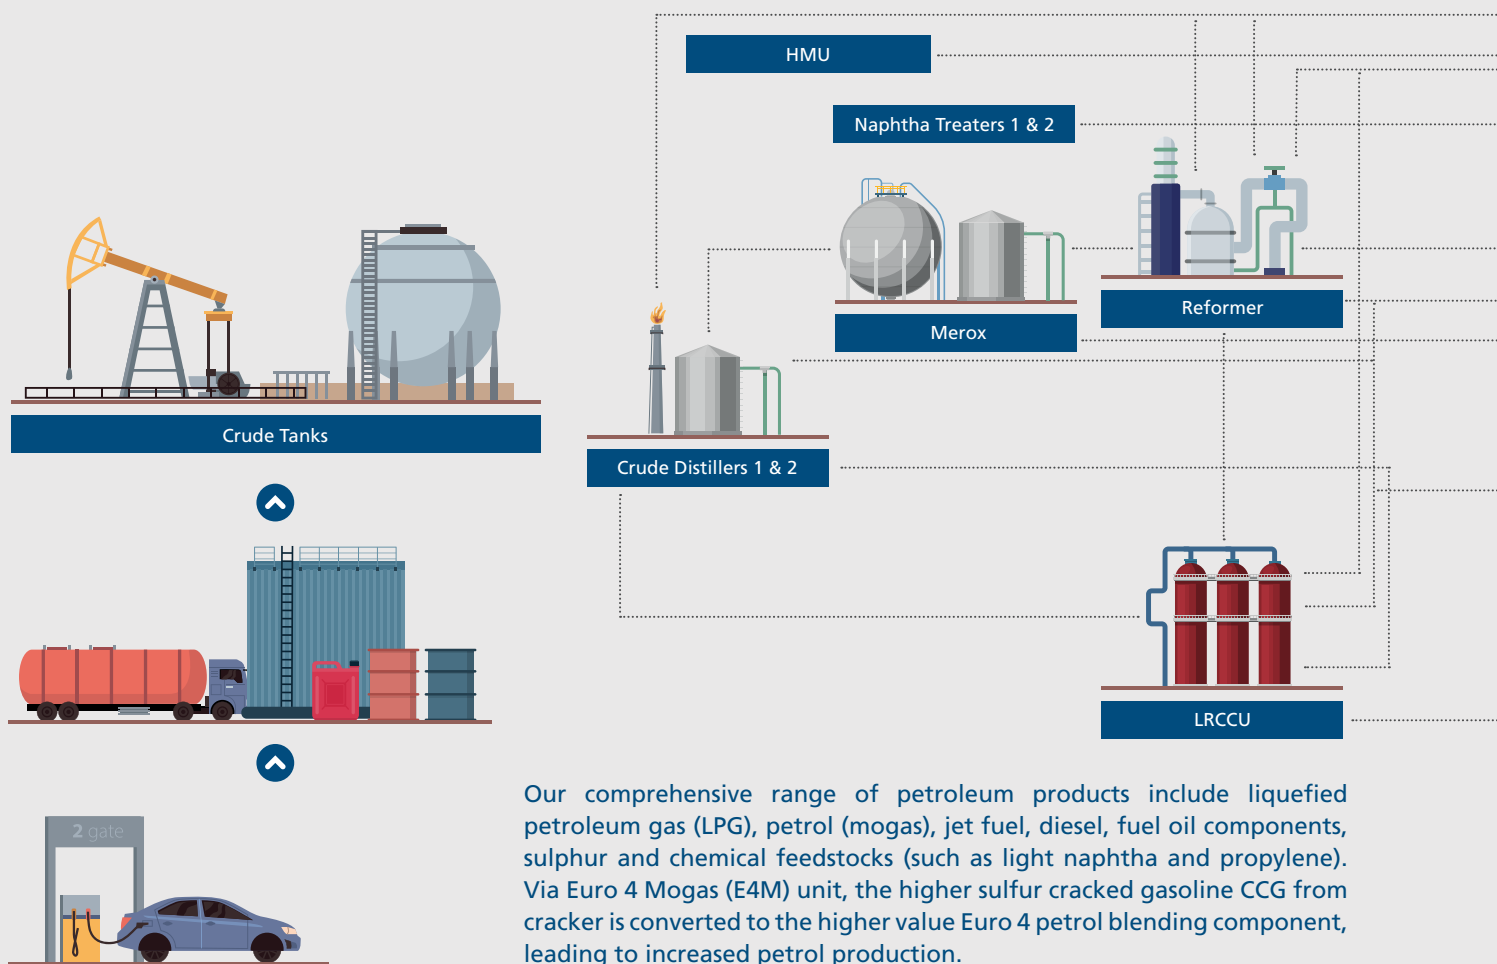 HMU
Naphtha Treaters 1 & 2
Reformer
Merox
Crude Tanks
Crude Distillers 1 & 2
LRCCU
2 gate
Our comprehensive range of petroleum products include liquefied
petroleum gas (LPG), petrol (mogas), jet fuel, diesel, fuel oil components,
sulphur and chemical feedstocks (such as light naphtha and propylene).
Via Euro 4 Mogas (E4M) unit, the higher sulfur cracked gasoline CCG from
cracker is converted to the higher value Euro 4 petrol blending component,
leading to increased petrol production.